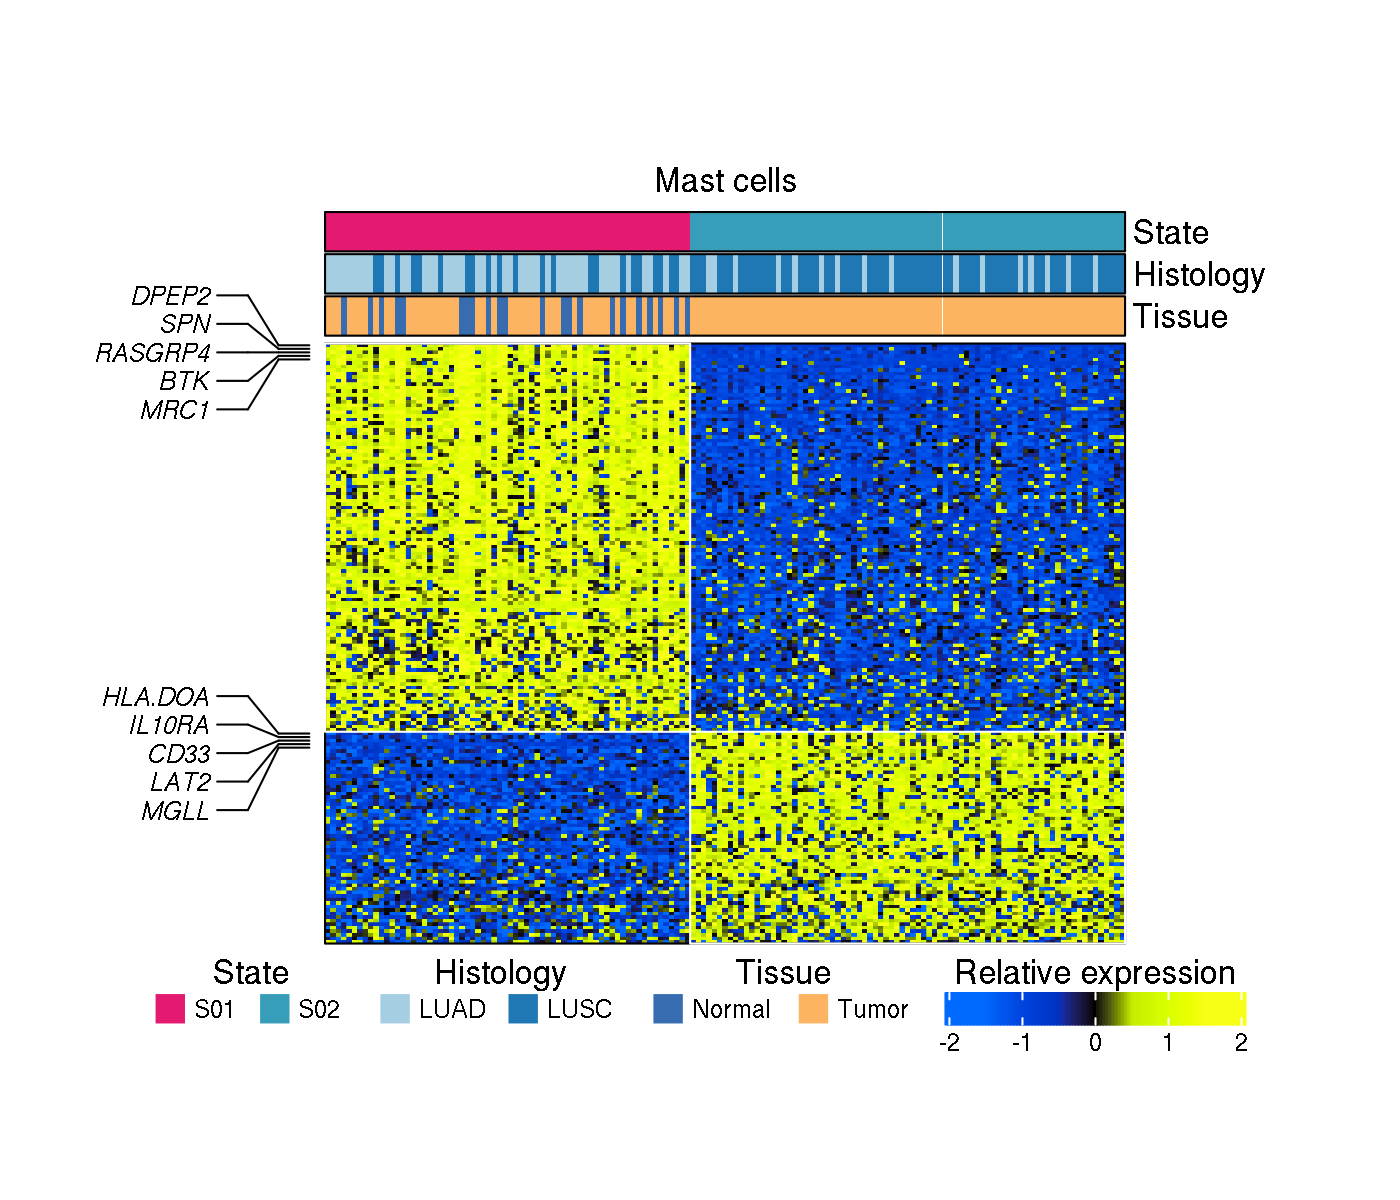 Mast cells
State
Histology
Tissue
DPEP2
SPN
RASGRP4
BTK
MRC1
HLA.DOA
IL10RA
CD33
LAT2
MGLL
State Histology Tissue Relative expression
S01 S02 LUAD LUSC Normal Tumor
-2 -1 0 1 2